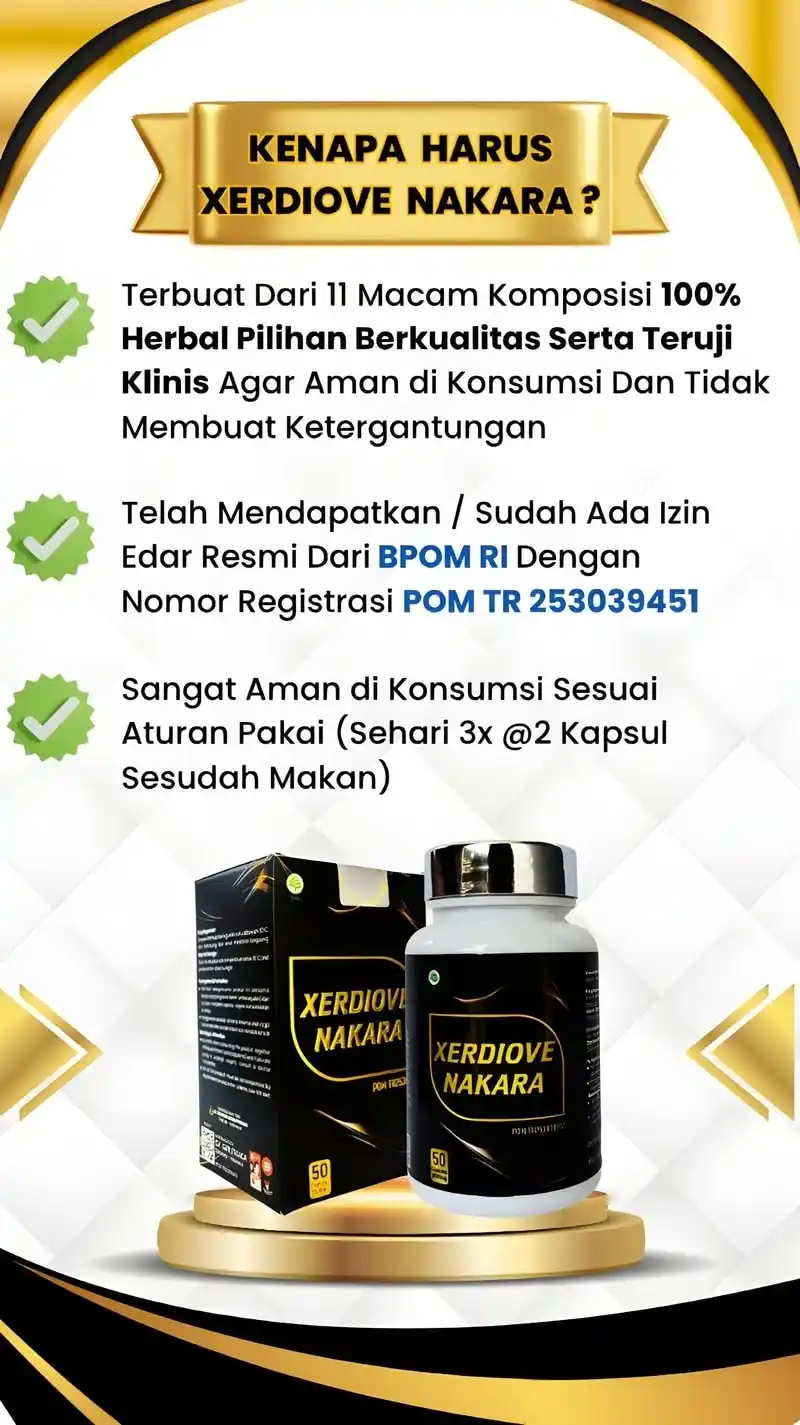 KENAPA HARUS
XERDIOVE NAKARA ?
Terbuat Dari 11 Macam Komposisi 100%
Herbal Pilihan Berkualitas Serta Teruji
Klinis Agar Aman di Konsumsi Dan Tidak
Membuat Ketergantungan
Telah Mendapatkan / Sudah Ada Izin
Edar Resmi Dari BPOM RI Dengan
Nomor Registrasi POM TR 253039451
Sangat Aman di Konsumsi Sesuai
Aturan Pakai (Sehari 3x @2 Kapsul
Sesudah Makan)
XERDIOVE
NAKARA
50
XERDIOVE
NAKARA
50